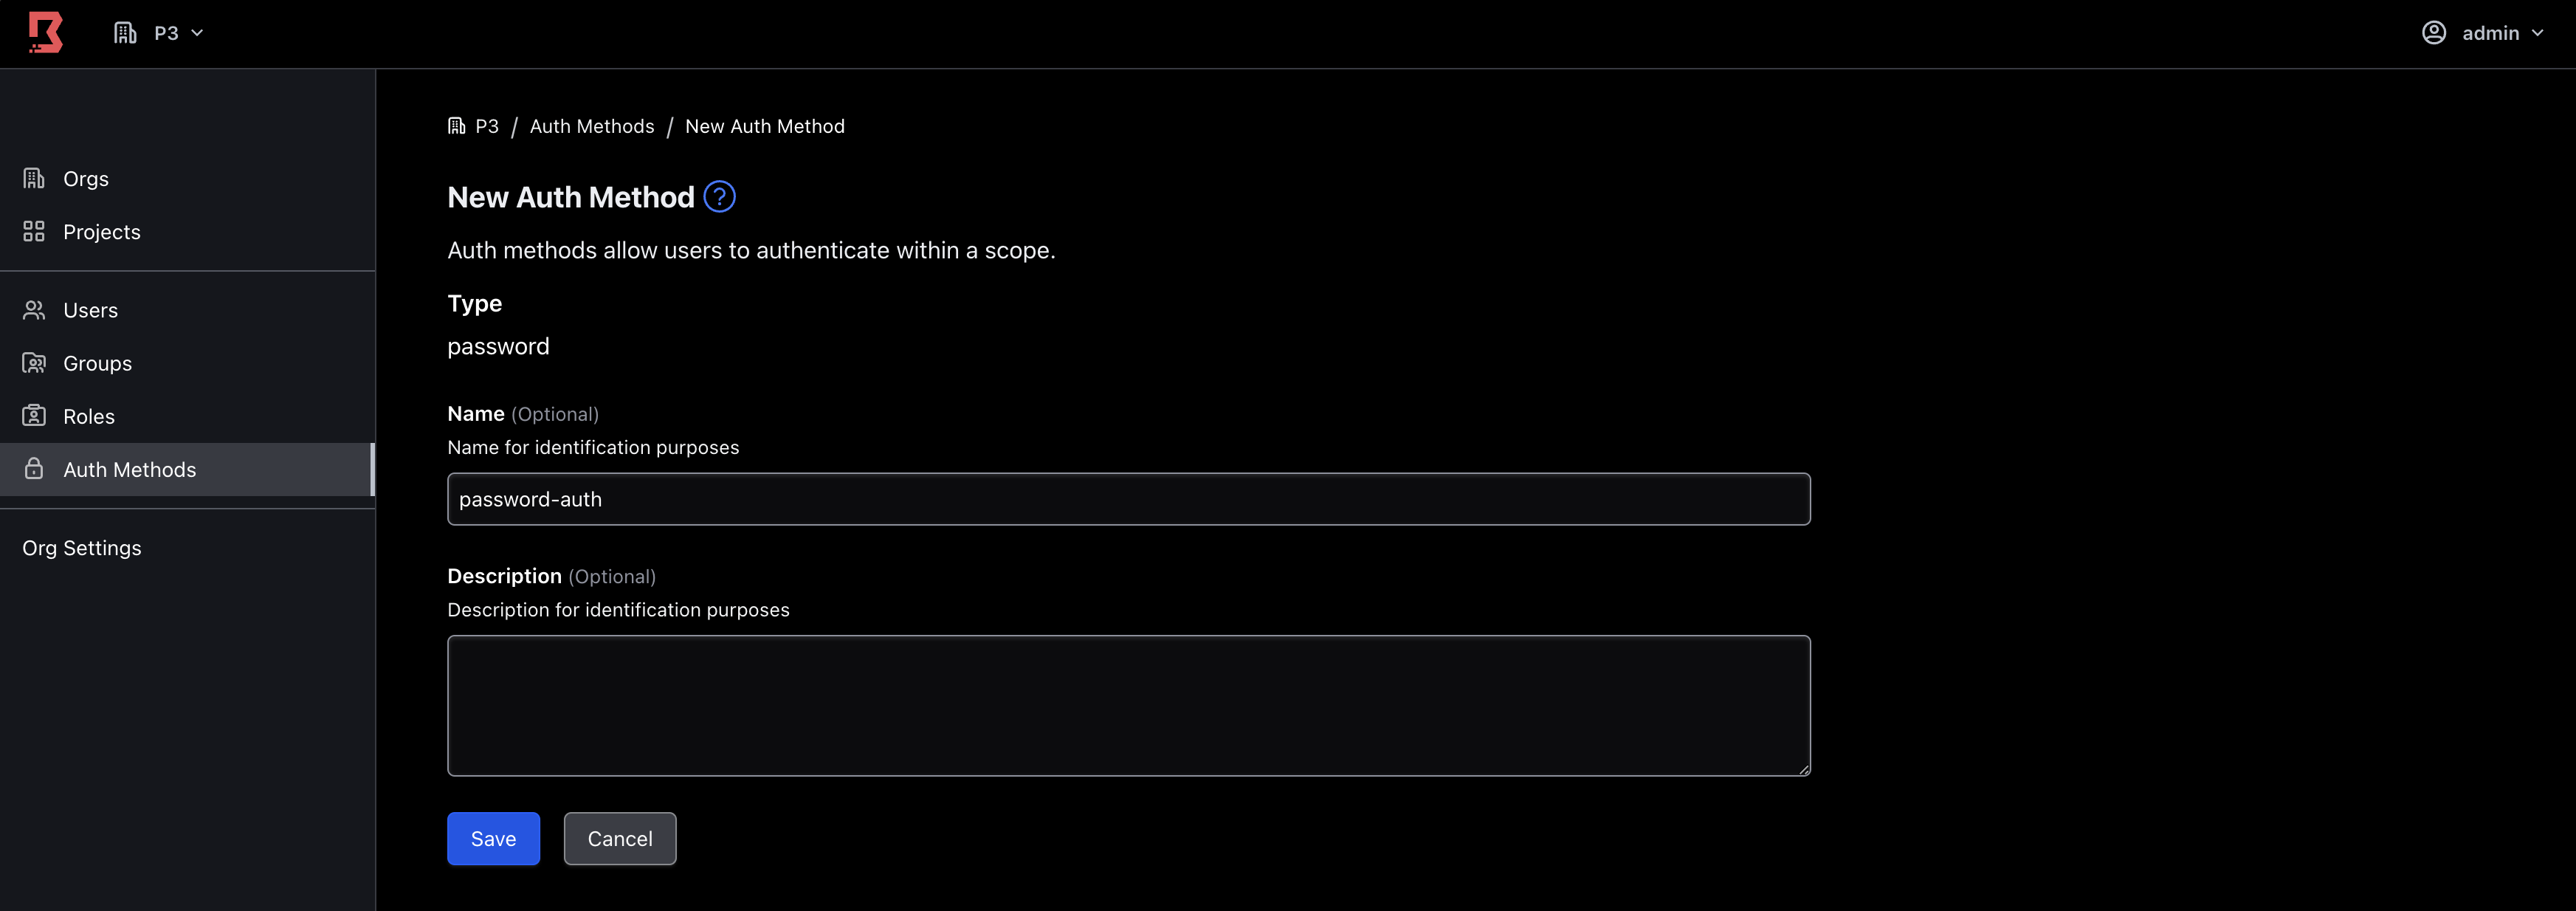 P3
admin
Orgs
Projects
Users
Groups
Roles
Auth Methods
Org Settings
P3 / Auth Methods / New Auth Method
New Auth Method ?
Auth methods allow users to authenticate within a scope.
Type
password
Name (Optional)
Name for identification purposes
password-auth
Description (Optional)
Description for identification purposes
Save Cancel